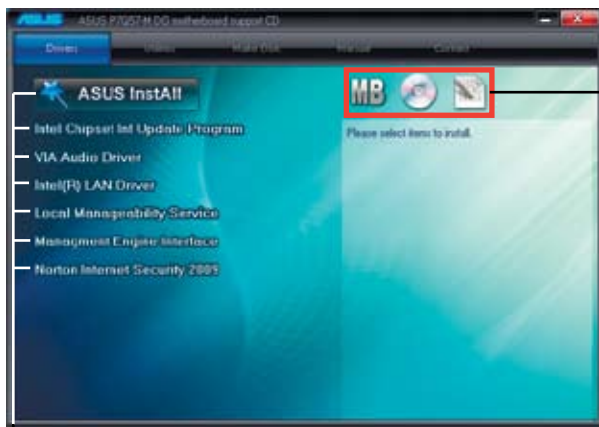 ASUS ASUS P7Q57-M DO motherboard support CD
Drivers Utilities Make Disk Manual Contact
ASUS InstAll
MB
Intel Chipset Inf Update Program
Please select items to install.
VIA Audio Driver
Intel(R) LAN Driver
Local Manageability Service
Managment Engine Interface
Norton Internet Security 2009